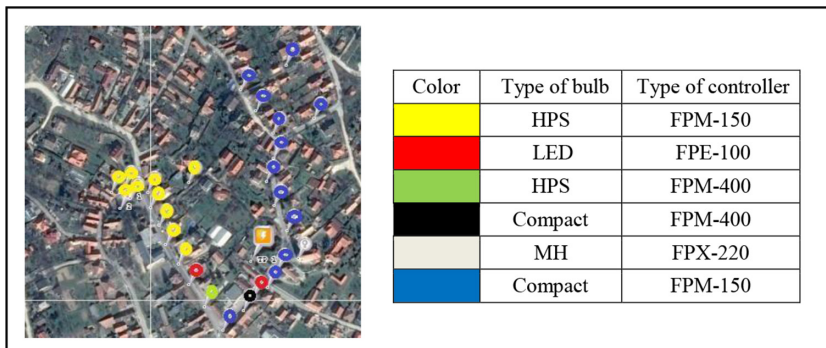 Color Type of bulb Type of controller
HPS FPM-150
LED FPE-100
HPS FPM-400
Compact FPM-400
MH FPX-220
Compact FPM-150